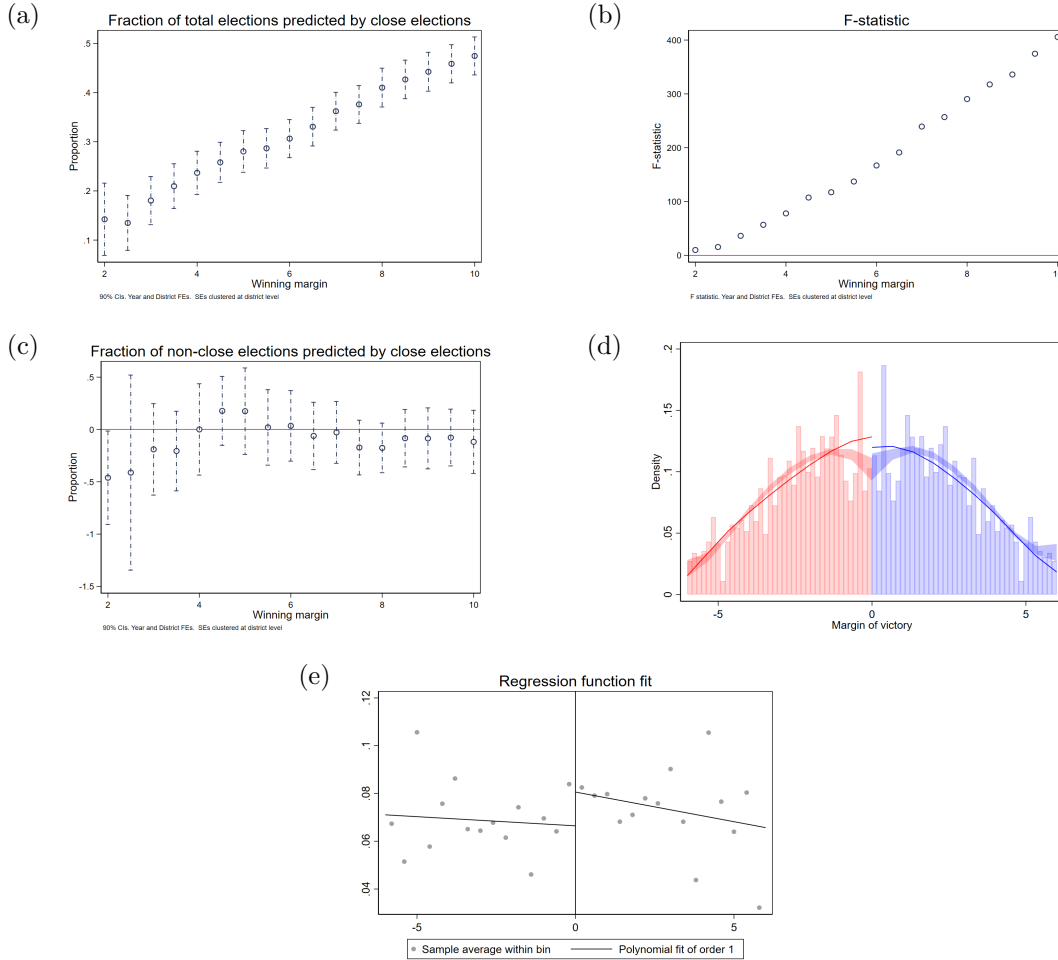 (a)
Fraction of total elections predicted by close elections
.5
.4
.3
.2
.1
Proportion
2 4 6 8 10
Winning margin
90% CIs. Year and District FEs. SEs clustered at district level
(b)
F-statistic
400
300
200
100
0
F-statistic
2 4 6 8 10
Winning margin
F statistic. Year and District FEs. SEs clustered at district level
(c)
Fraction of non-close elections predicted by close elections
.5
0
-.5
-1
-1.5
Proportion
2 4 6 8 10
Winning margin
90% CIs. Year and District FEs. SEs clustered at district level
(d)
.2
.15
.1
.05
0
Density
-5 0 5
Margin of victory
(e)
Regression function fit
.12
.1
.08
.06
.04
-5 0 5
Sample average within bin Polynomial fit of order 1